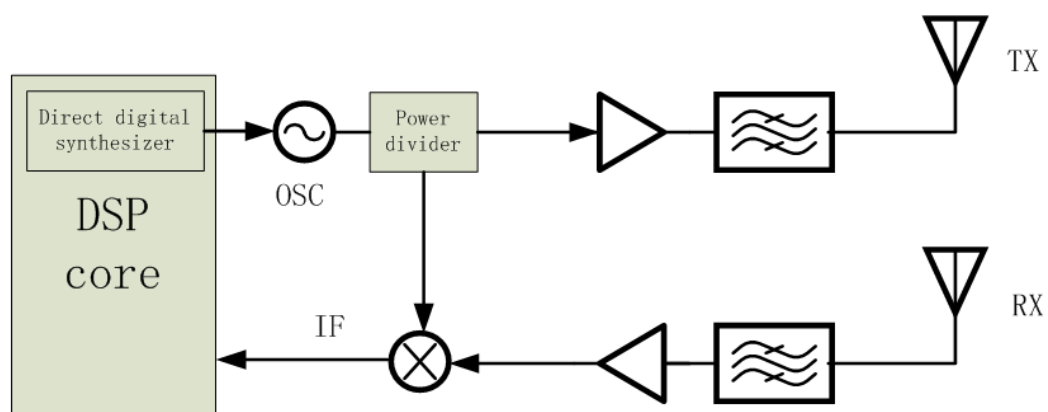 Direct digital
synthesizer
DSP
core
OSC
Power
divider
TX
IF
RX